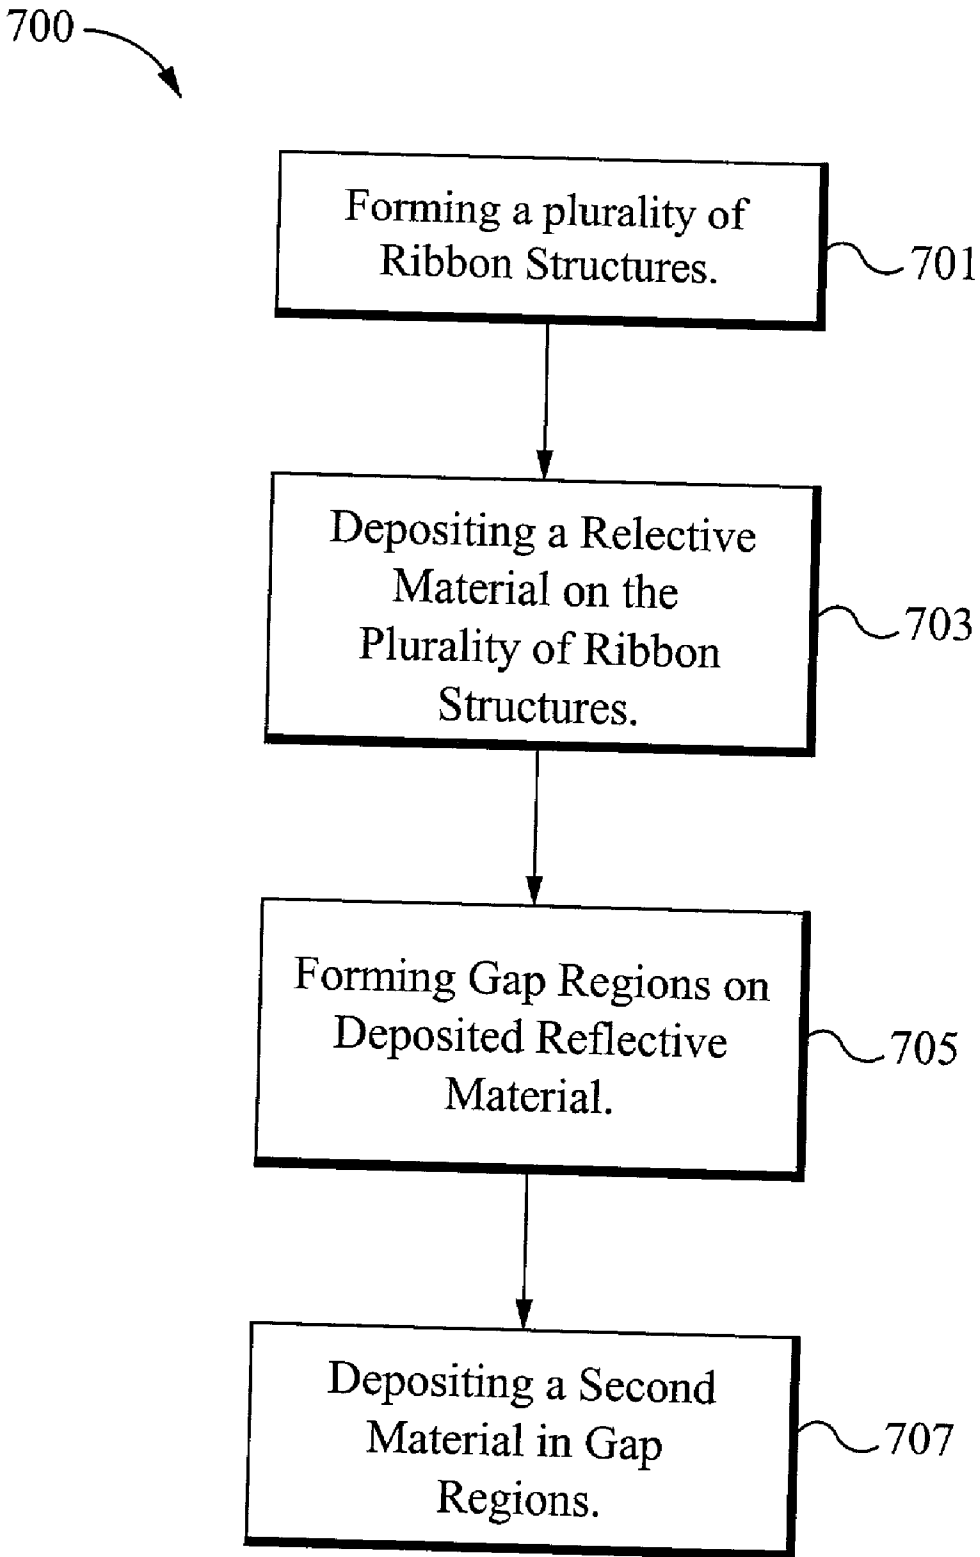 700
Forming a plurality of
Ribbon Structures.
701
Depositing a Relective
Material on the
Plurality of Ribbon
Structures.
703
Forming Gap Regions on
Deposited Reflective
Material.
705
Depositing a Second
Material in Gap
Regions.
707